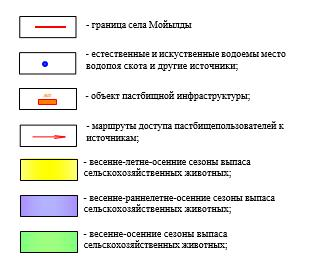 - граница села Мойылды
- естественные и искуственые водоемы место
водопоя скота и другие источники;
- объект пастбищной инфраструктуры;
- маршруты доступа пастбищепользователей к
источникам;
- весенне-летне-осенние сезоны выпаса
сельскохозяйственных животных;
- весенне-раннелетне-осенние сезоны выпаса
сельскохозяйственных животных;
- весенне-осенние сезоны выпаса
сельскохозяйственных животных;